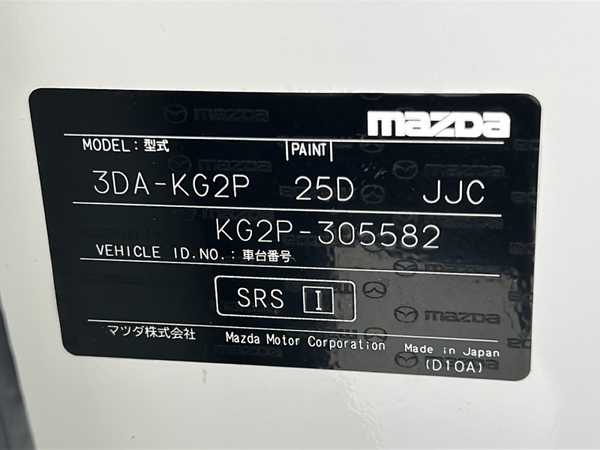 mazda
MODEL:型式 PAINT
3DA-KG2P 25D JJC
KG2P-305582
VEHICLE ID.NO.:車台番号
SRS I
マツダ株式会社 Mazda Motor Corporation Made in Japan
(D10A)